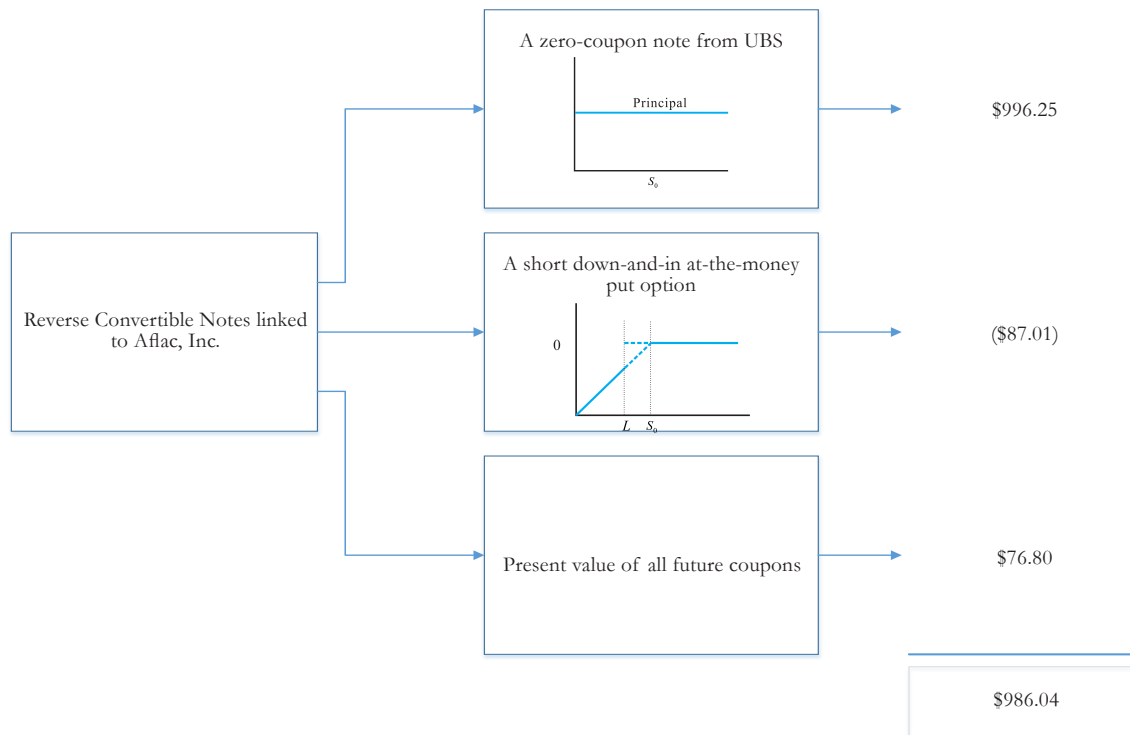 A zero-coupon note from UBS
Principal
S₀
$996.25
Reverse Convertible Notes linked
to Aflac, Inc.
A short down-and-in at-the-money
put option
0
L S₀
($87.01)
Present value of all future coupons
$76.80
$986.04